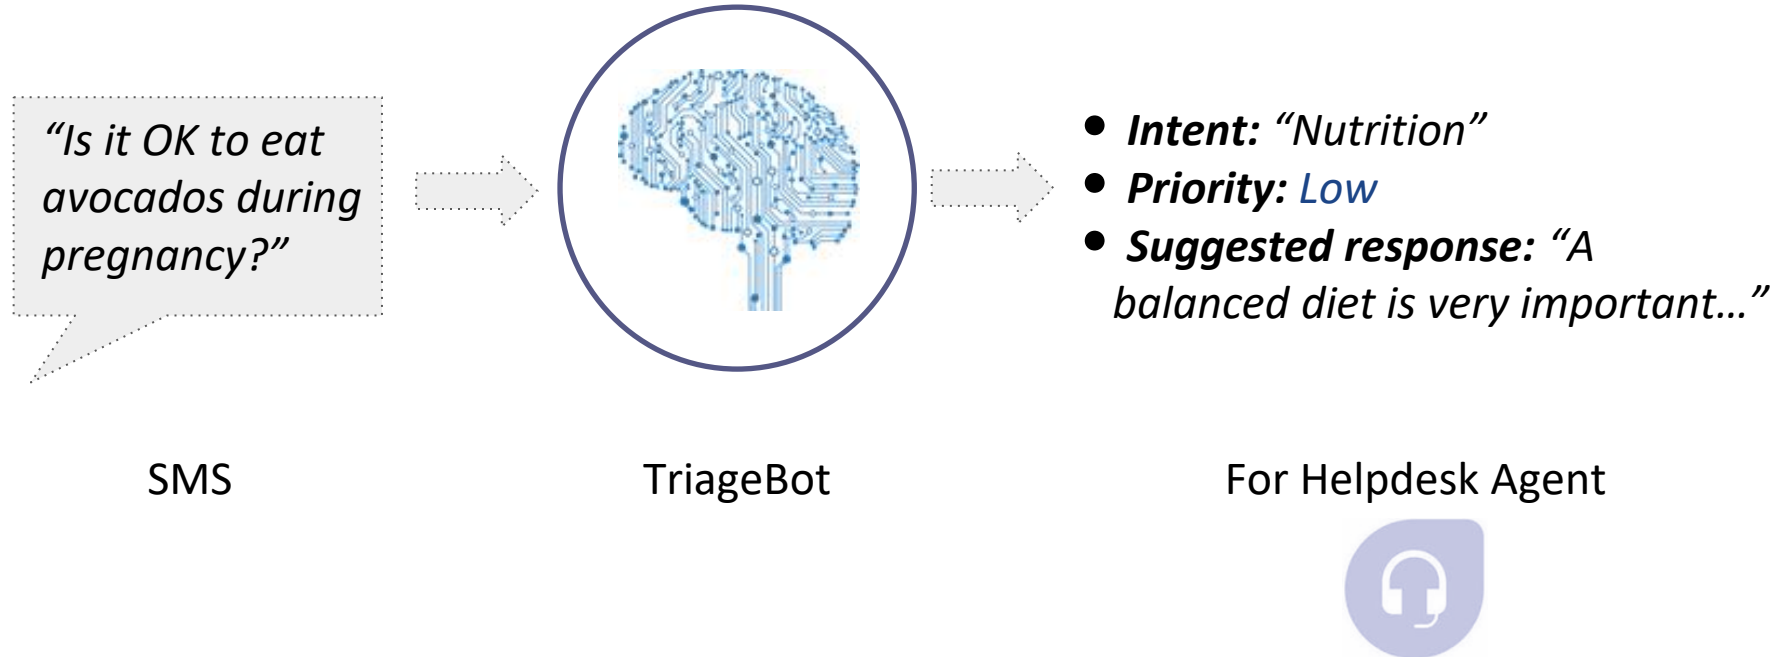 “Is it OK to eat
avocados during
pregnancy?”
SMS
TriageBot
● Intent: “Nutrition”
● Priority: Low
● Suggested response: “A
balanced diet is very important…”
For Helpdesk Agent